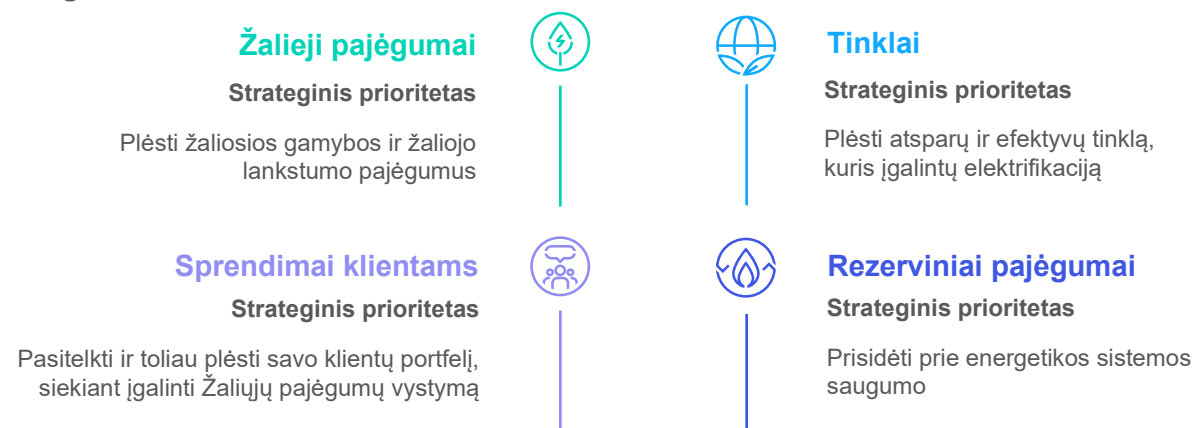 Žalieji pajėgumai
Strateginis prioritetas
Plėsti žaliosios gamybos ir žaliojo
lankstumo pajėgumus
Tinklai
Strateginis prioritetas
Plėsti atsparų ir efektyvų tinklą,
kuris įgalintų elektrifikaciją
Sprendimai klientams
Strateginis prioritetas
Pasitelkti ir toliau plėsti savo klientų portfelį,
siekiant įgalinti Žaliųjų pajėgumų vystymą
Rezerviniai pajėgumai
Strateginis prioritetas
Prisidėti prie energetikos sistemos
saugumo